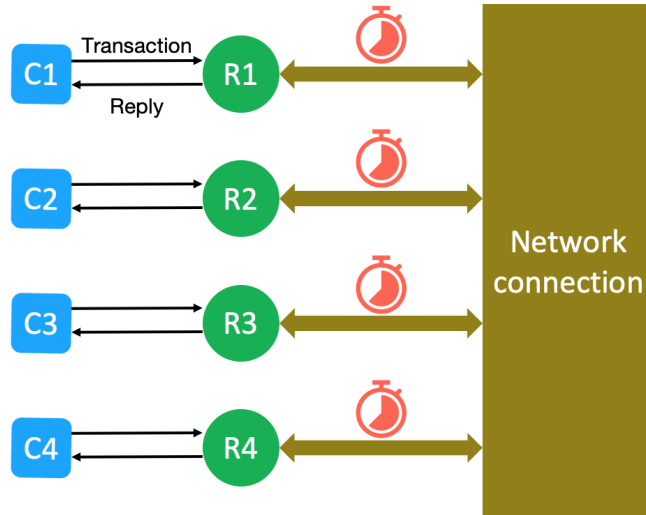 Transaction
C1
R1
Reply
C2
R2
Network
connection
C3
R3
C4
R4